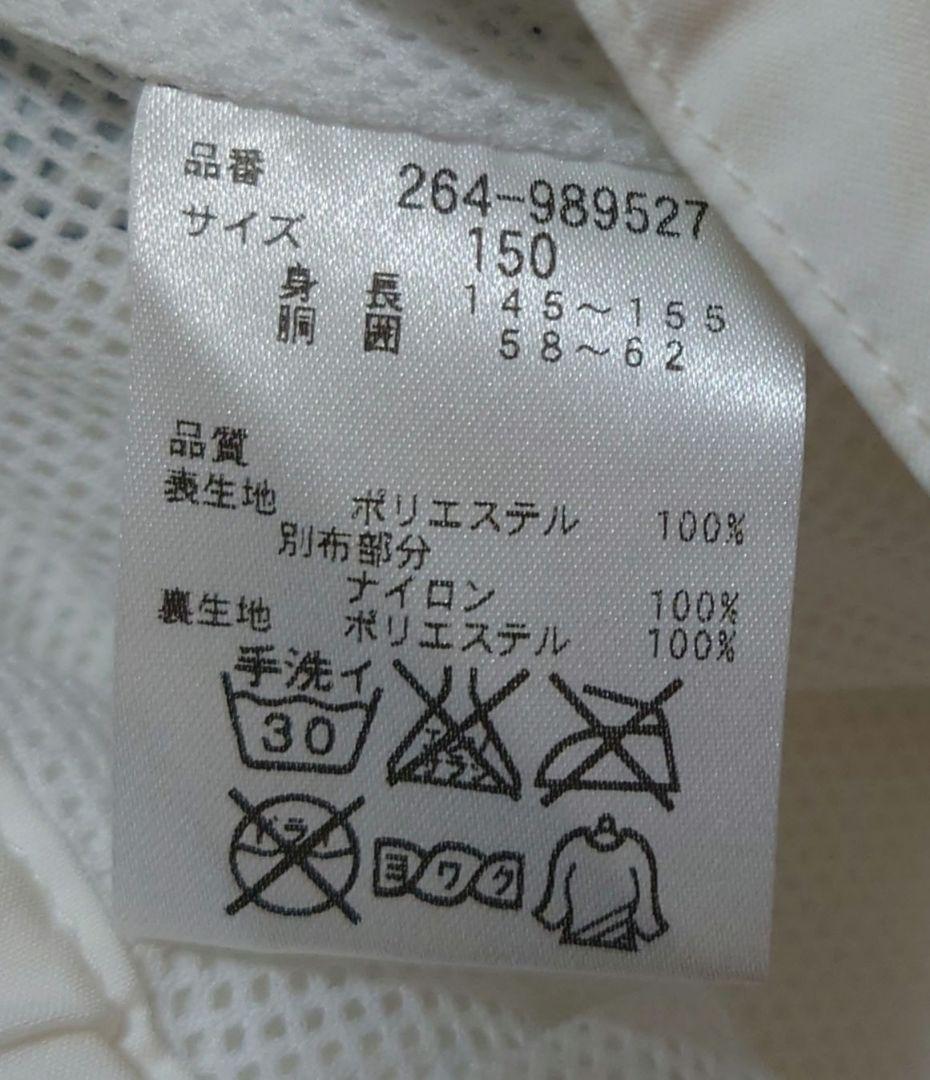 品番 264-989527
サイズ 150
身長 145～155
胴囲 58～62
品質
表生地 ポリエステル 100%
別布部分
ナイロン 100%
裏生地 ポリエステル 100%
手洗イ
30
エンソ
サラシ
ドライ
ヨワク